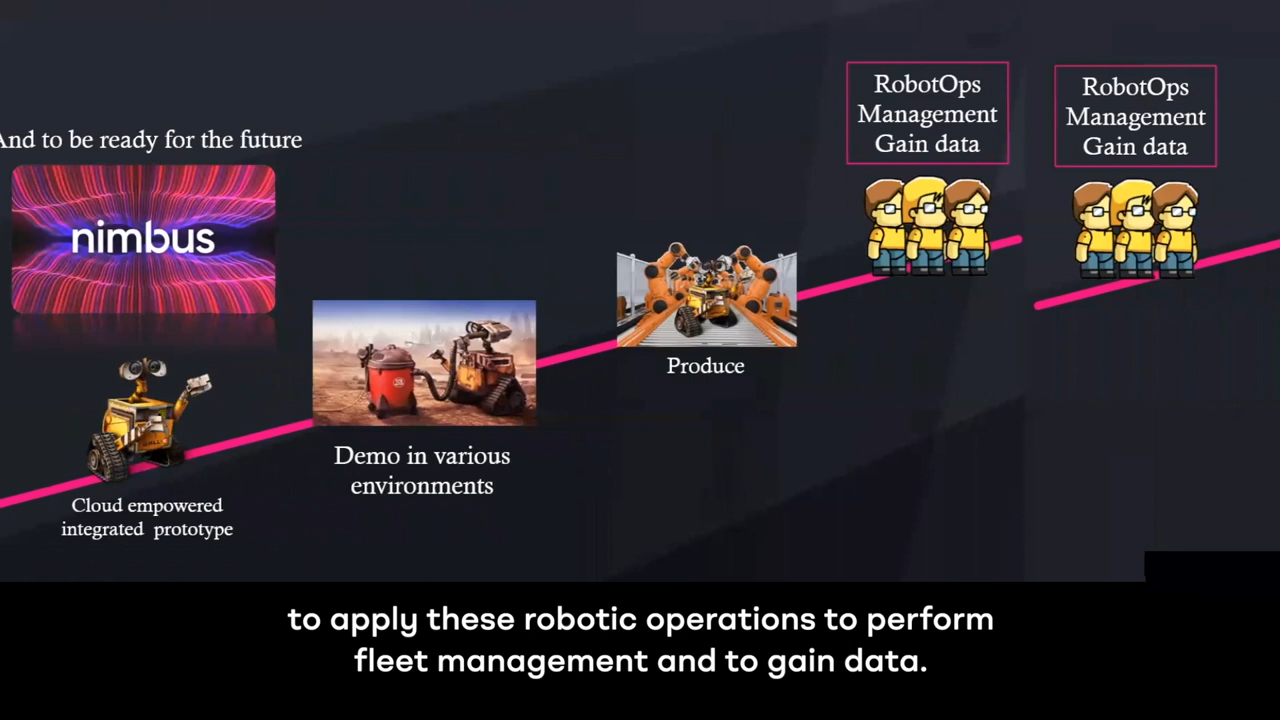 And to be ready for the future
nimbus
Cloud empowered
integrated prototype
Demo in various
environments
Produce
RobotOps
Management
Gain data
RobotOps
Management
Gain data
to apply these robotic operations to perform
fleet management and to gain data.